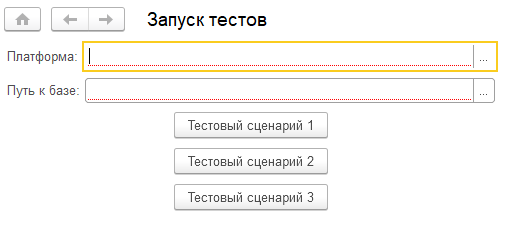 Запуск тестов
Платформа: ...
Путь к базе: ...
Тестовый сценарий 1
Тестовый сценарий 2
Тестовый сценарий 3